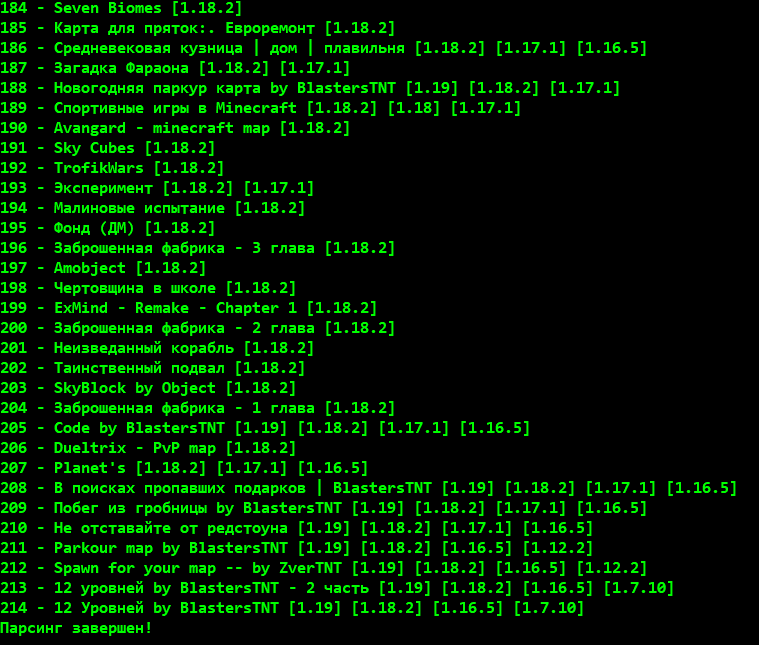 184 - Seven Biomes [1.18.2]
185 - Карта для пряток:. Евроремонт [1.18.2]
186 - Средневековая кузница | дом | плавильня [1.18.2] [1.17.1] [1.16.5]
187 - Загадка Фараона [1.18.2] [1.17.1]
188 - Новогодняя паркур карта by BlastersTNT [1.19] [1.18.2] [1.17.1]
189 - Спортивные игры в Minecraft [1.18.2] [1.18] [1.17.1]
190 - Avangard - minecraft map [1.18.2]
191 - Sky Cubes [1.18.2]
192 - TrofikWars [1.18.2]
193 - Эксперимент [1.18.2] [1.17.1]
194 - Малиновые испытание [1.18.2]
195 - Фонд (ДМ) [1.18.2]
196 - Заброшенная фабрика - 3 глава [1.18.2]
197 - Amobject [1.18.2]
198 - Чертовщина в школе [1.18.2]
199 - ExMind - Remake - Chapter 1 [1.18.2]
200 - Заброшенная фабрика - 2 глава [1.18.2]
201 - Неизведанный корабль [1.18.2]
202 - Таинственный подвал [1.18.2]
203 - SkyBlock by Object [1.18.2]
204 - Заброшенная фабрика - 1 глава [1.18.2]
205 - Code by BlastersTNT [1.19] [1.18.2] [1.17.1] [1.16.5]
206 - Dueltrix - PvP map [1.18.2]
207 - Planet's [1.18.2] [1.17.1] [1.16.5]
208 - В поисках пропавших подарков | BlastersTNT [1.19] [1.18.2] [1.17.1] [1.16.5]
209 - Побег из гробницы by BlastersTNT [1.19] [1.18.2] [1.17.1] [1.16.5]
210 - Не отставайте от редстоуна [1.19] [1.18.2] [1.17.1] [1.16.5]
211 - Parkour map by BlastersTNT [1.19] [1.18.2] [1.16.5] [1.12.2]
212 - Spawn for your map -- by ZverTNT [1.19] [1.18.2] [1.16.5] [1.12.2]
213 - 12 уровней by BlastersTNT - 2 часть [1.19] [1.18.2] [1.16.5] [1.7.10]
214 - 12 Уровней by BlastersTNT [1.19] [1.18.2] [1.16.5] [1.7.10]
Парсинг завершен!